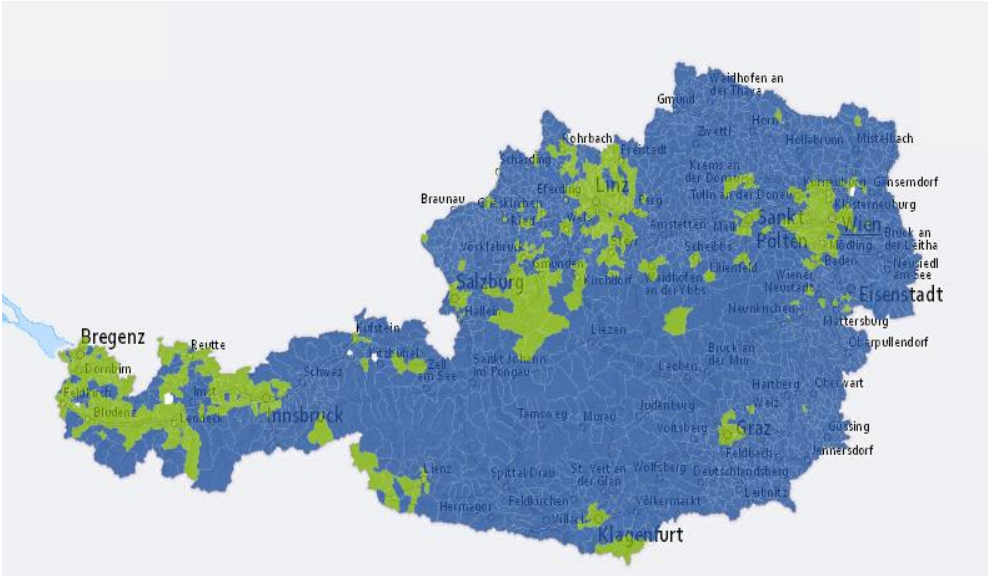 Waidhofen an
der Thaya
Gmünd
Horn
Zwettl
Hollabrunn
Mistelbach
Rohrbach
Freistadt
Schärding
Krems an
der Donau
Linz
Eferding
Tulln an der Donau
Korneuburg
Gänserndorf
Braunau
Grieskirchen
Perg
Klosterneuburg
Ried
Wels
Amstetten
Melk
Sankt
Pölten
Wien
Bruck an
der Leitha
Steyr
Mödling
Vöcklabruck
Scheibbs
Baden
Neusiedl
am See
Gmunden
Lilienfeld
Salzburg
Kirchdorf
Waidhofen
an der Ybbs
Wiener
Neustadt
Eisenstadt
Hallein
Neunkirchen
Mattersburg
Bregenz
Kufstein
Liezen
Oberpullendorf
Reutte
Kitzbühel
Zell
am See
Sankt Johann
im Pongau
Bruck an
der Mur
Dornbirn
Schwaz
Leoben
Feldkirch
Imst
Hartberg
Oberwart
Bludenz
Landeck
Innsbruck
Tamsweg
Murau
Judenburg
Weiz
Voitsberg
Graz
Güssing
Feldbach
Jennersdorf
Lienz
Spittal/Drau
St. Veit an
der Glan
Wolfsberg
Deutschlandsberg
Leibnitz
Hermagor
Feldkirchen
Völkermarkt
Villach
Klagenfurt